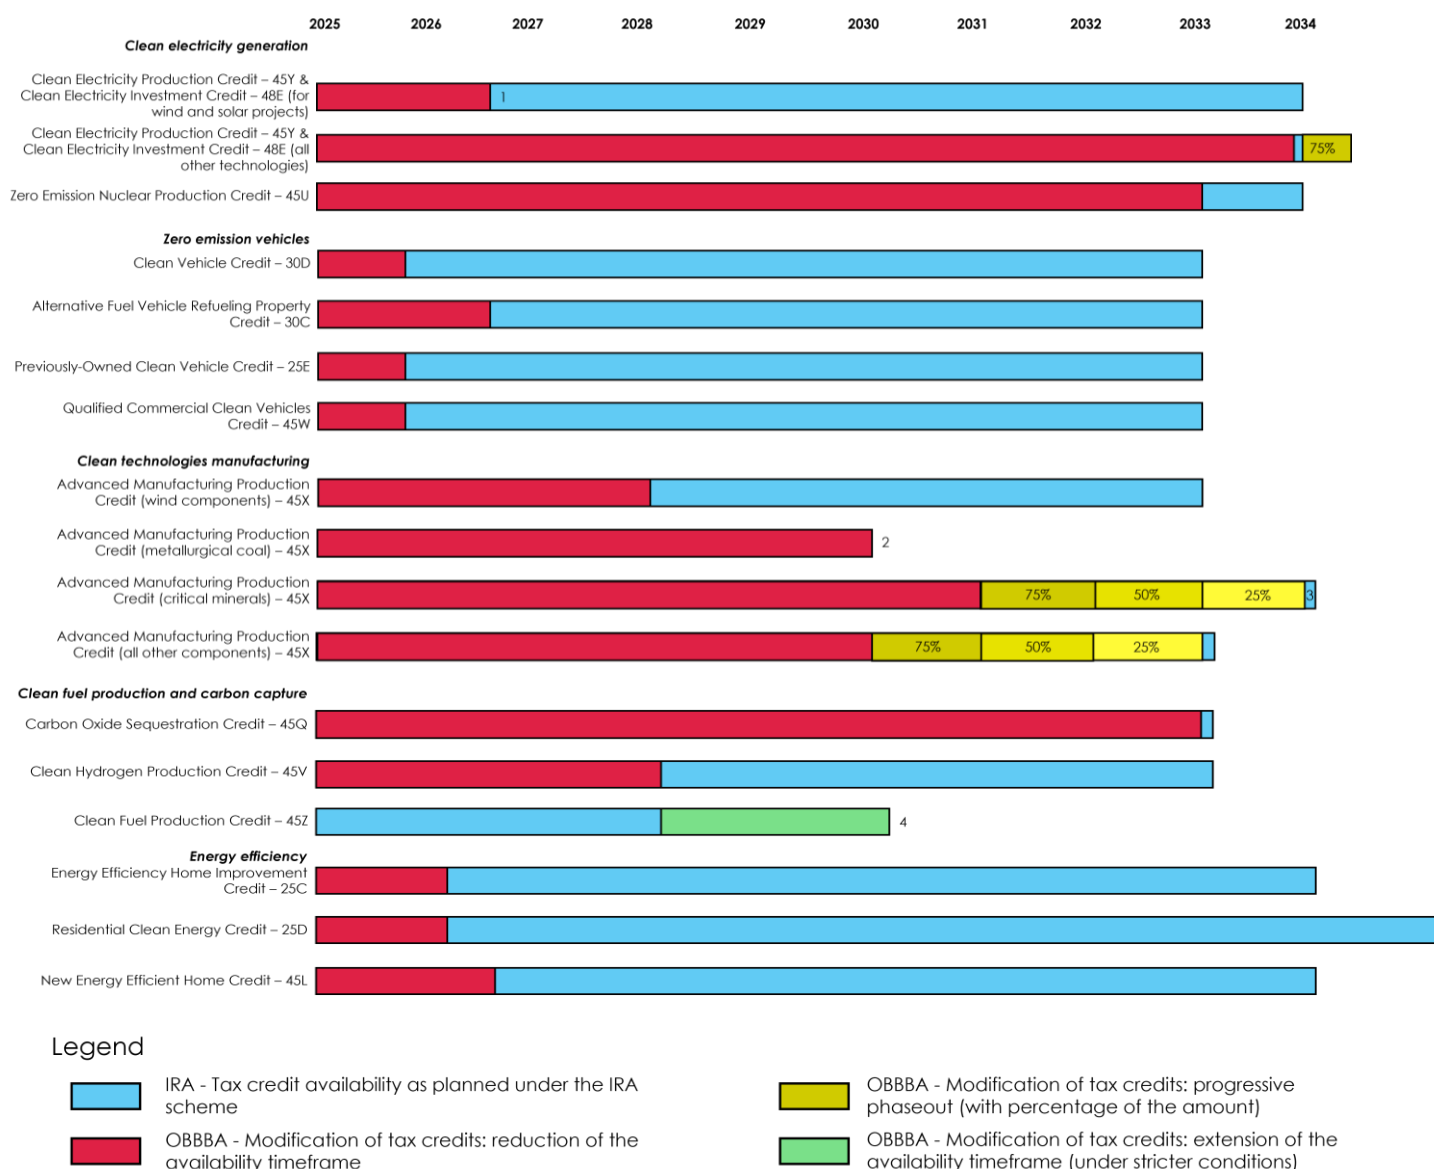 2025 2026 2027 2028 2029 2030 2031 2032 2033 2034
Clean electricity generation
Clean Electricity Production Credit – 45Y &
Clean Electricity Investment Credit – 48E (for
wind and solar projects)
1
Clean Electricity Production Credit – 45Y &
Clean Electricity Investment Credit – 48E (all
other technologies)
75%
Zero Emission Nuclear Production Credit – 45U
Zero emission vehicles
Clean Vehicle Credit – 30D
Alternative Fuel Vehicle Refueling Property
Credit – 30C
Previously-Owned Clean Vehicle Credit – 25E
Qualified Commercial Clean Vehicles
Credit – 45W
Clean technologies manufacturing
Advanced Manufacturing Production
Credit (wind components) – 45X
Advanced Manufacturing Production
Credit (metallurgical coal) – 45X
2
Advanced Manufacturing Production
Credit (critical minerals) – 45X
75% 50% 25% 3
Advanced Manufacturing Production
Credit (all other components) – 45X
75% 50% 25%
Clean fuel production and carbon capture
Carbon Oxide Sequestration Credit – 45Q
Clean Hydrogen Production Credit – 45V
Clean Fuel Production Credit – 45Z
4
Energy efficiency
Energy Efficiency Home Improvement
Credit – 25C
Residential Clean Energy Credit – 25D
New Energy Efficient Home Credit – 45L
Legend
IRA - Tax credit availability as planned under the IRA
scheme
OBBBA - Modification of tax credits: reduction of the
availability timeframe
OBBBA - Modification of tax credits: progressive
phaseout (with percentage of the amount)
OBBBA - Modification of tax credits: extension of the
availability timeframe (under stricter conditions)